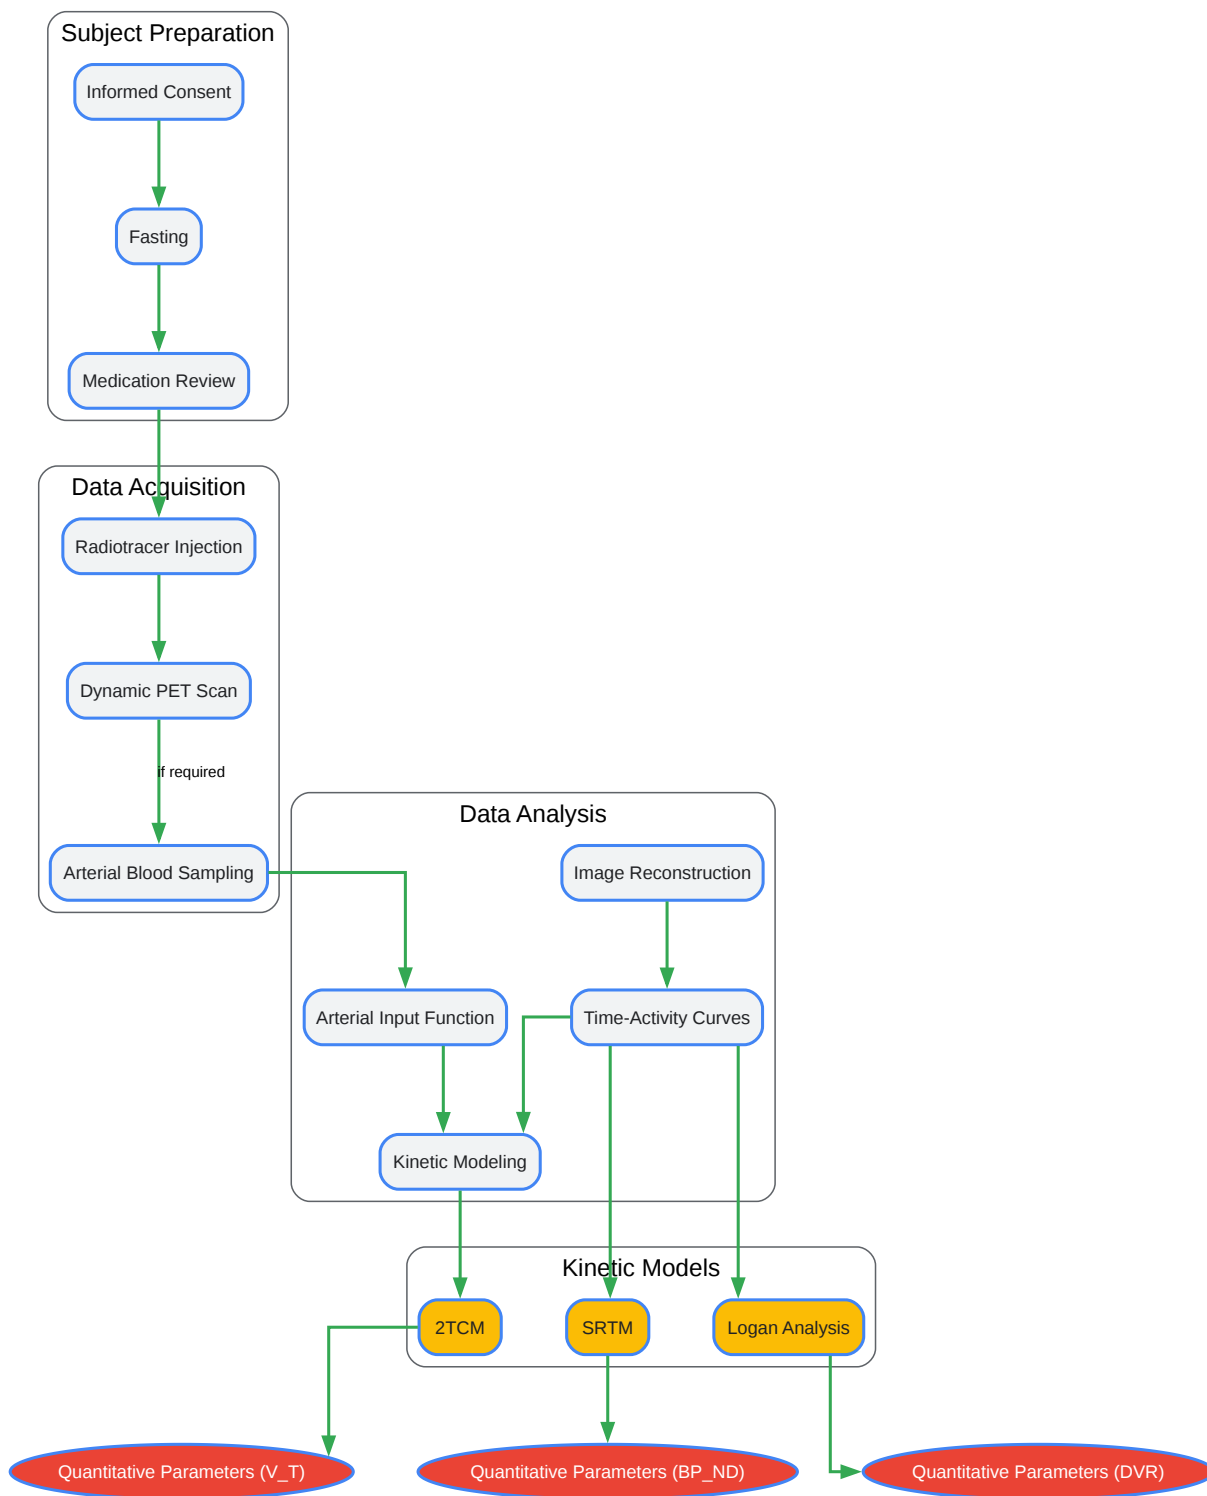 Subject Preparation
Informed Consent
Fasting
Medication Review
Data Acquisition
Radiotracer Injection
Dynamic PET Scan
if required
Arterial Blood Sampling
Data Analysis
Image Reconstruction
Arterial Input Function
Time-Activity Curves
Kinetic Modeling
Kinetic Models
2TCM
SRTM
Logan Analysis
Quantitative Parameters (V_T)
Quantitative Parameters (BP_ND)
Quantitative Parameters (DVR)